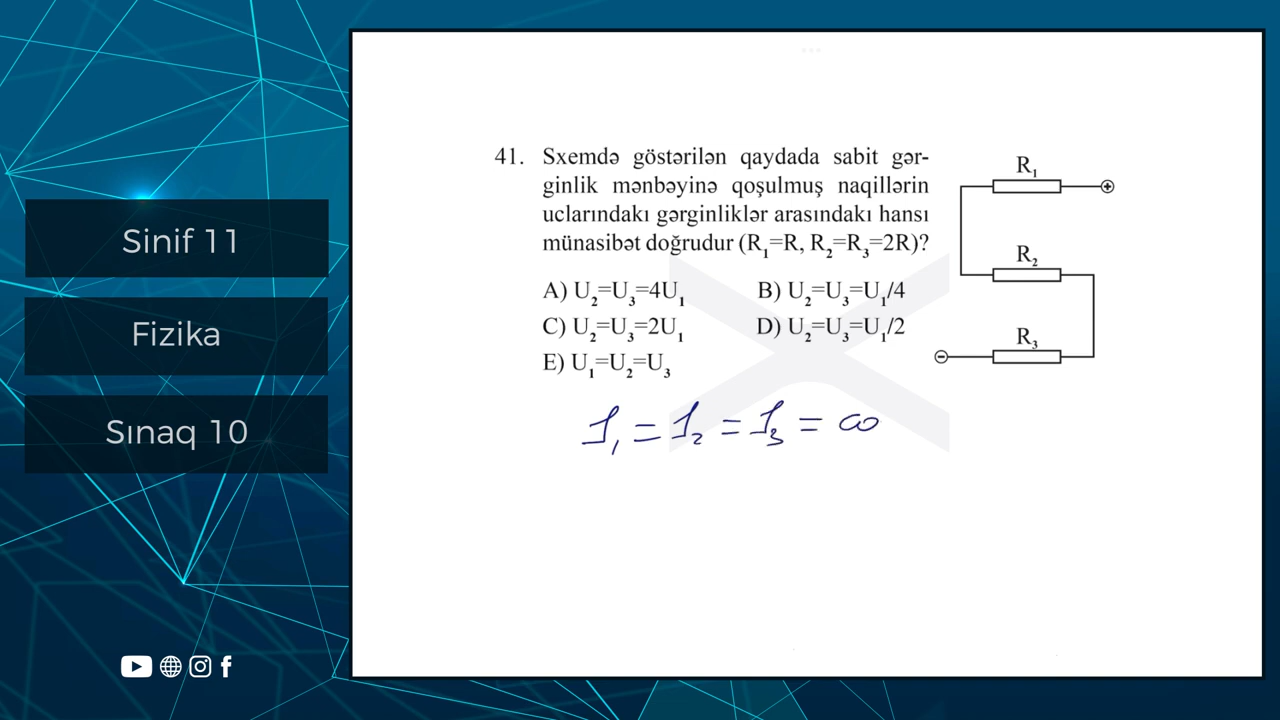 Sinif 11
Fizika
Sınaq 10
41. Sxemdə göstərilən qaydada sabit gər-
ginlik mənbəyinə qoşulmuş naqillərin
uclarındakı gərginliklər arasındakı hansı
münasibət doğrudur (R₁=R, R₂=R₃=2R)?
A) U₂=U₃=4U₁ B) U₂=U₃=U₁/4
C) U₂=U₃=2U₁ D) U₂=U₃=U₁/2
E) U₁=U₂=U₃
R₁
R₂
R₃
I₁ = I₂ = I₃ = ∞